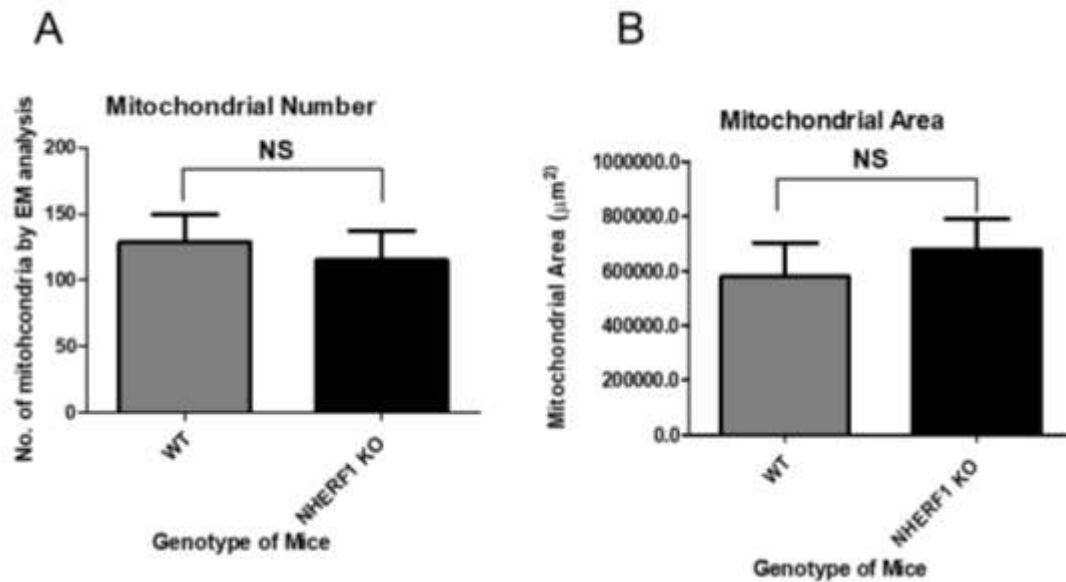 A
Mitochondrial Number
No. of mitohcondria by EM analysis
200
150
100
50
0
NS
WT
NHERF1 KO
Genotype of Mice
B
Mitochondrial Area
Mitochondrial Area (μm²)
1000000.0
800000.0
600000.0
400000.0
200000.0
0.0
NS
WT
NHERF1 KO
Genotype of Mice